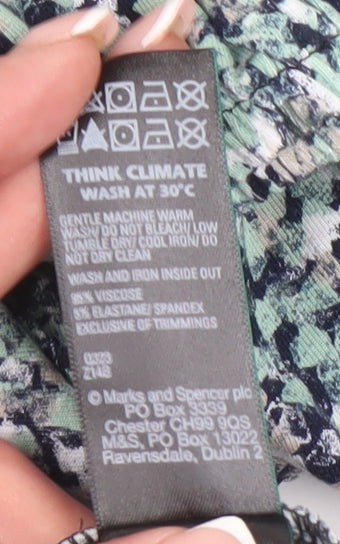 THINK CLIMATE
WASH AT 30°C
GENTLE MACHINE WARM
WASH/DO NOT BLEACH/LOW
TUMBLE DRY/COOL IRON/DO
NOT DRY CLEAN
WASH AND IRON INSIDE OUT
95% VISCOSE
5% ELASTANE/SPANDEX
EXCLUSIVE OF TRIMMINGS
0323
Z148
© Marks and Spencer plc
PO Box 3339
Chester CH99 9QS
M&S, PO Box 13022
Ravensdale, Dublin 2